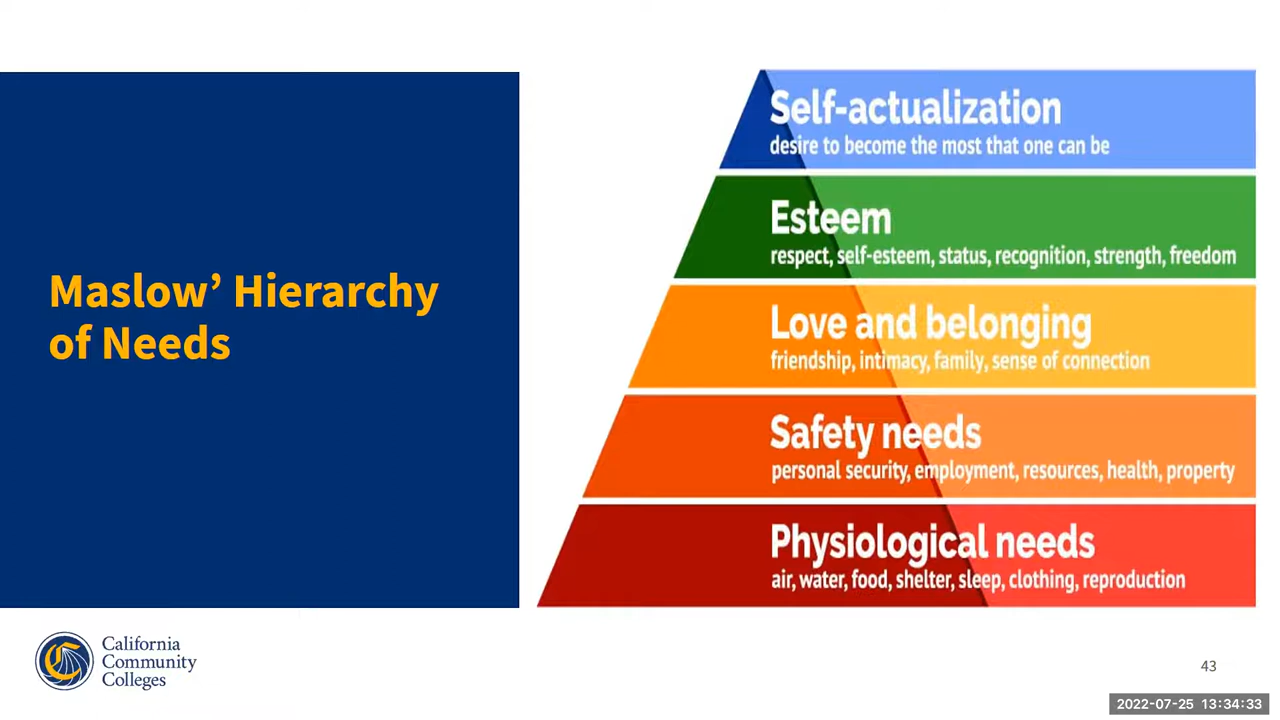 Maslow’ Hierarchy
of Needs
Self-actualization
desire to become the most that one can be
Esteem
respect, self-esteem, status, recognition, strength, freedom
Love and belonging
friendship, intimacy, family, sense of connection
Safety needs
personal security, employment, resources, health, property
Physiological needs
air, water, food, shelter, sleep, clothing, reproduction
California
Community
Colleges
43
2022-07-25 13:34:33